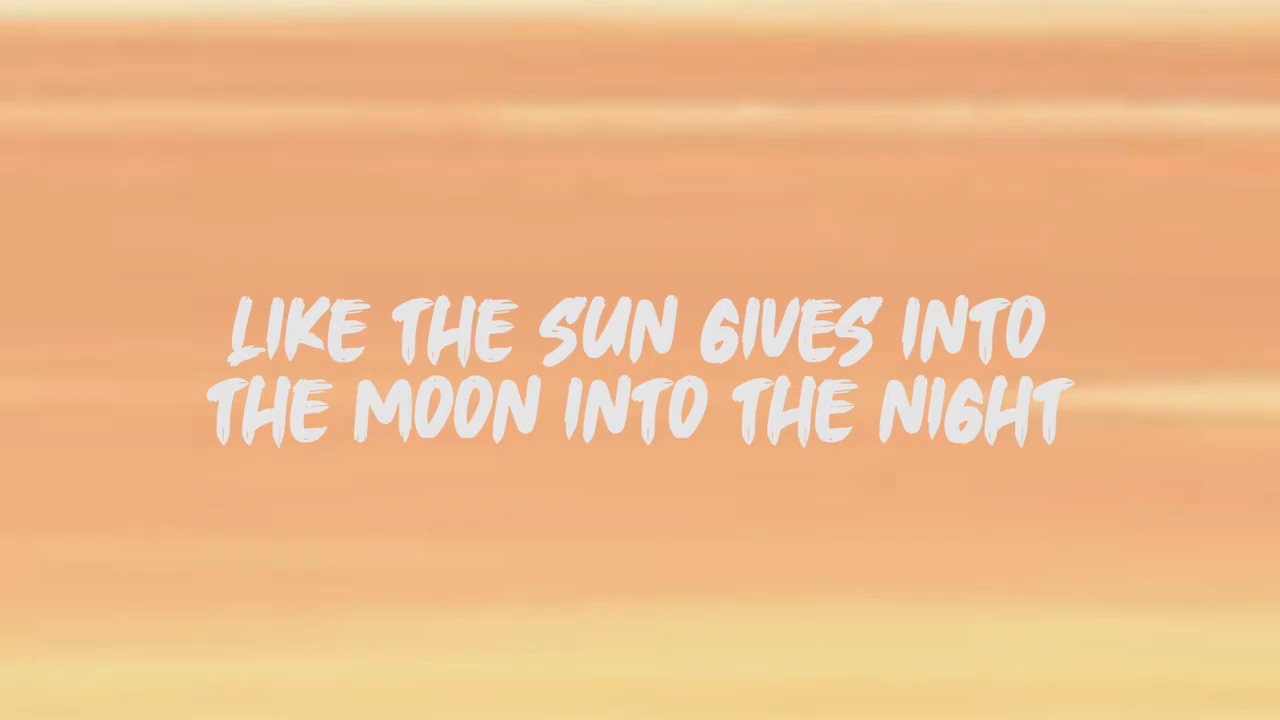 LIKE THE SUN GIVES INTO
THE MOON INTO THE NIGHT